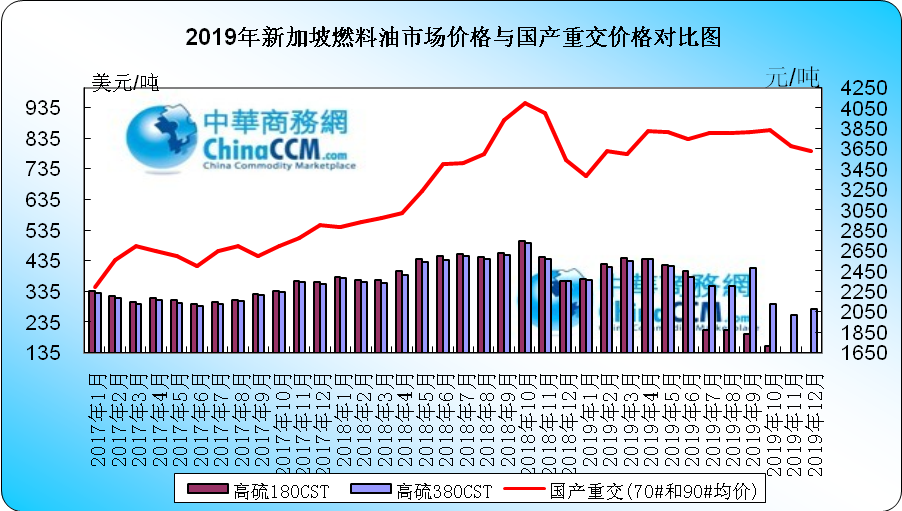 2019年新加坡燃料油市场价格与国产重交价格对比图
美元/吨
元/吨
935
835
735
635
535
435
335
235
135
4250
4050
3850
3650
3450
3250
3050
2850
2650
2450
2250
2050
1850
1650
中華商務網
ChinaCCM.com
China Commodity Marketplace
中華商務網
ChinaCCM.com
China Commodity Marketplace
2017年1月
2017年2月
2017年3月
2017年4月
2017年5月
2017年6月
2017年7月
2017年8月
2017年9月
2017年10月
2017年11月
2017年12月
2018年1月
2018年2月
2018年3月
2018年4月
2018年5月
2018年6月
2018年7月
2018年8月
2018年9月
2018年10月
2018年11月
2018年12月
2019年1月
2019年2月
2019年3月
2019年4月
2019年5月
2019年6月
2019年7月
2019年8月
2019年9月
2019年10月
2019年11月
2019年12月
高硫180CST
高硫380CST
国产重交(70#和90#均价)